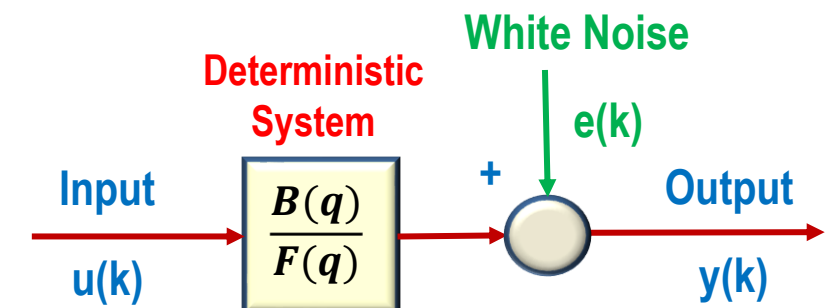 White Noise
Deterministic
System
e(k)
+
Input
Output
B(q)
F(q)
u(k)
y(k)